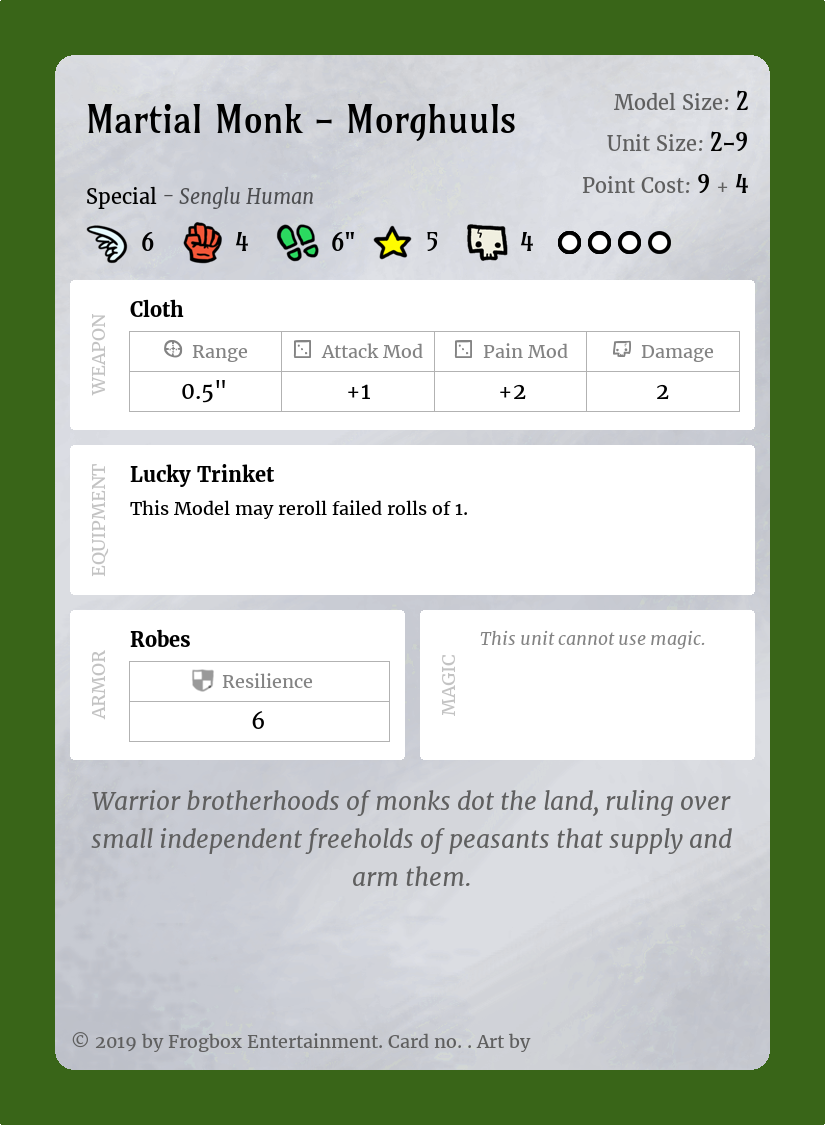 Martial Monk – Morghuuls
Model Size: 2
Unit Size: 2–9
Point Cost: 9 + 4
Special – Senglu Human
6 4 6" 5 4
WEAPON
Cloth
Range Attack Mod Pain Mod Damage
0.5" +1 +2 2
EQUIPMENT
Lucky Trinket
This Model may reroll failed rolls of 1.
ARMOR
Robes
Resilience
6
MAGIC
This unit cannot use magic.
Warrior brotherhoods of monks dot the land, ruling over
small independent freeholds of peasants that supply and
arm them.
© 2019 by Frogbox Entertainment. Card no. . Art by